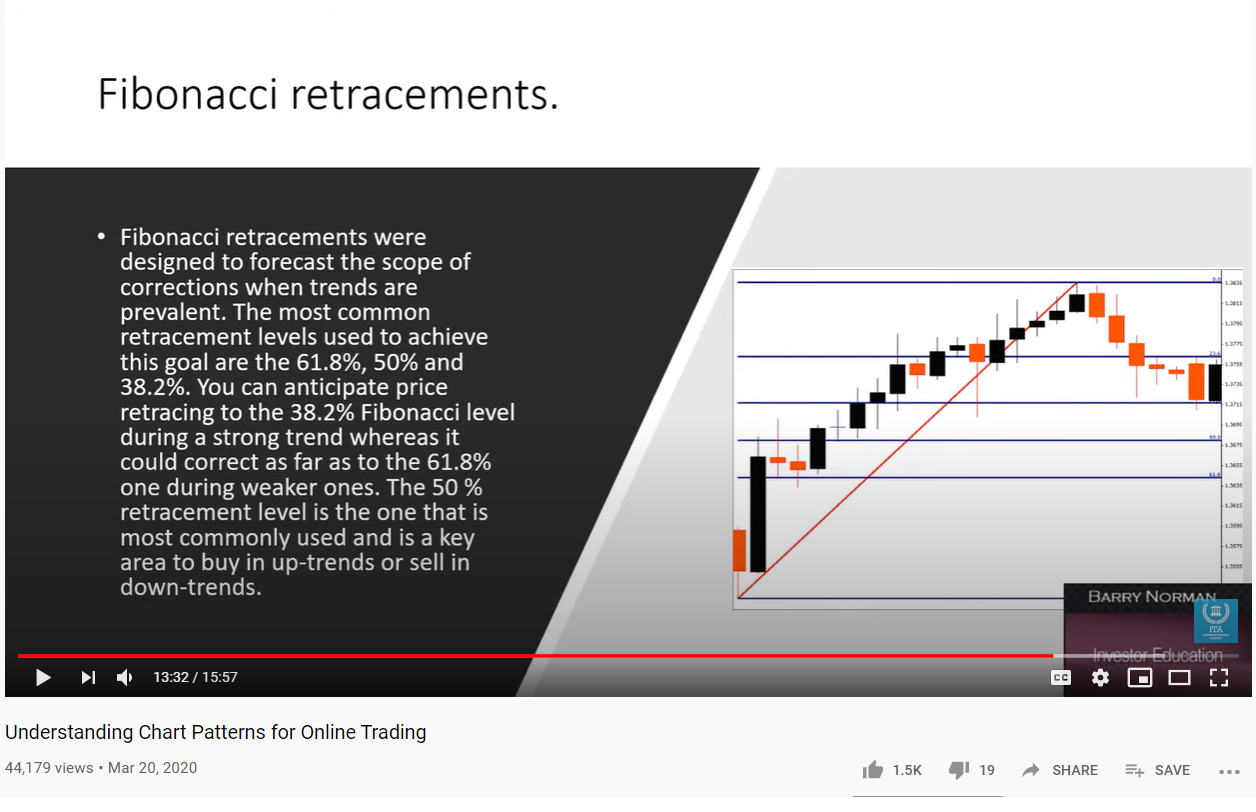 Fibonacci retracements.
• Fibonacci retracements were
designed to forecast the scope of
corrections when trends are
prevalent. The most common
retracement levels used to achieve
this goal are the 61.8%, 50% and
38.2%. You can anticipate price
retracing to the 38.2% Fibonacci level
during a strong trend whereas it
could correct as far as to the 61.8%
one during weaker ones. The 50 %
retracement level is the one that is
most commonly used and is a key
area to buy in up-trends or sell in
down-trends.
0.0
1.3835
1.3815
1.3795
1.3775
23.6
1.3755
1.3735
1.3715
1.3695
50.0
1.3675
1.3655
61.8
1.3635
1.3615
1.3595
1.3575
1.3555
BARRY NORMAN
ITA
Investor Education
13:32 / 15:57
CC
Understanding Chart Patterns for Online Trading
44,179 views • Mar 20, 2020
1.5K
19
SHARE
SAVE